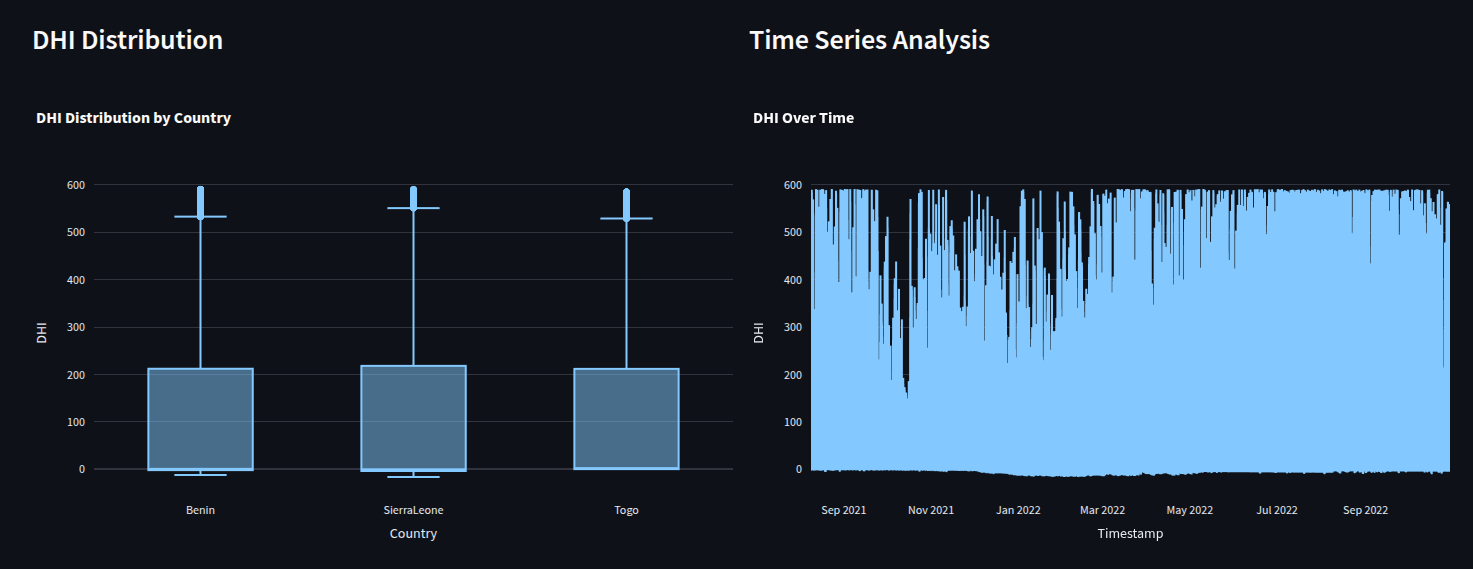 DHI Distribution
DHI Distribution by Country
600
500
400
300
200
100
0
DHI
Benin
SierraLeone
Togo
Country
Time Series Analysis
DHI Over Time
600
500
400
300
200
100
0
DHI
Sep 2021
Nov 2021
Jan 2022
Mar 2022
May 2022
Jul 2022
Sep 2022
Timestamp